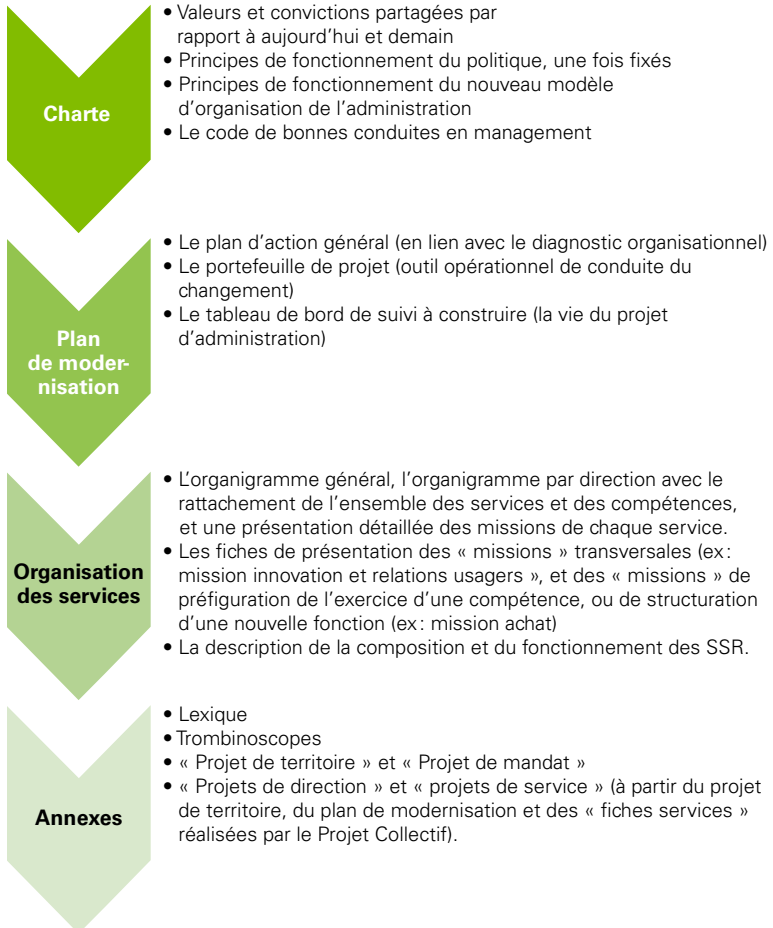 Charte
• Valeurs et convictions partagées par
rapport à aujourd'hui et demain
• Principes de fonctionnement du politique, une fois fixés
• Principes de fonctionnement du nouveau modèle
d'organisation de l'administration
• Le code de bonnes conduites en management
Plan
de moder-
nisation
• Le plan d'action général (en lien avec le diagnostic organisationnel)
• Le portefeuille de projet (outil opérationnel de conduite du
changement)
• Le tableau de bord de suivi à construire (la vie du projet
d'administration)
Organisation
des services
• L'organigramme général, l'organigramme par direction avec le
rattachement de l'ensemble des services et des compétences,
et une présentation détaillée des missions de chaque service.
• Les fiches de présentation des « missions » transversales (ex :
mission innovation et relations usagers », et des « missions » de
préfiguration de l'exercice d'une compétence, ou de structuration
d'une nouvelle fonction (ex : mission achat)
• La description de la composition et du fonctionnement des SSR.
Annexes
• Lexique
• Trombinoscopes
• « Projet de territoire » et « Projet de mandat »
• « Projets de direction » et « projets de service » (à partir du projet
de territoire, du plan de modernisation et des « fiches services »
réalisées par le Projet Collectif).